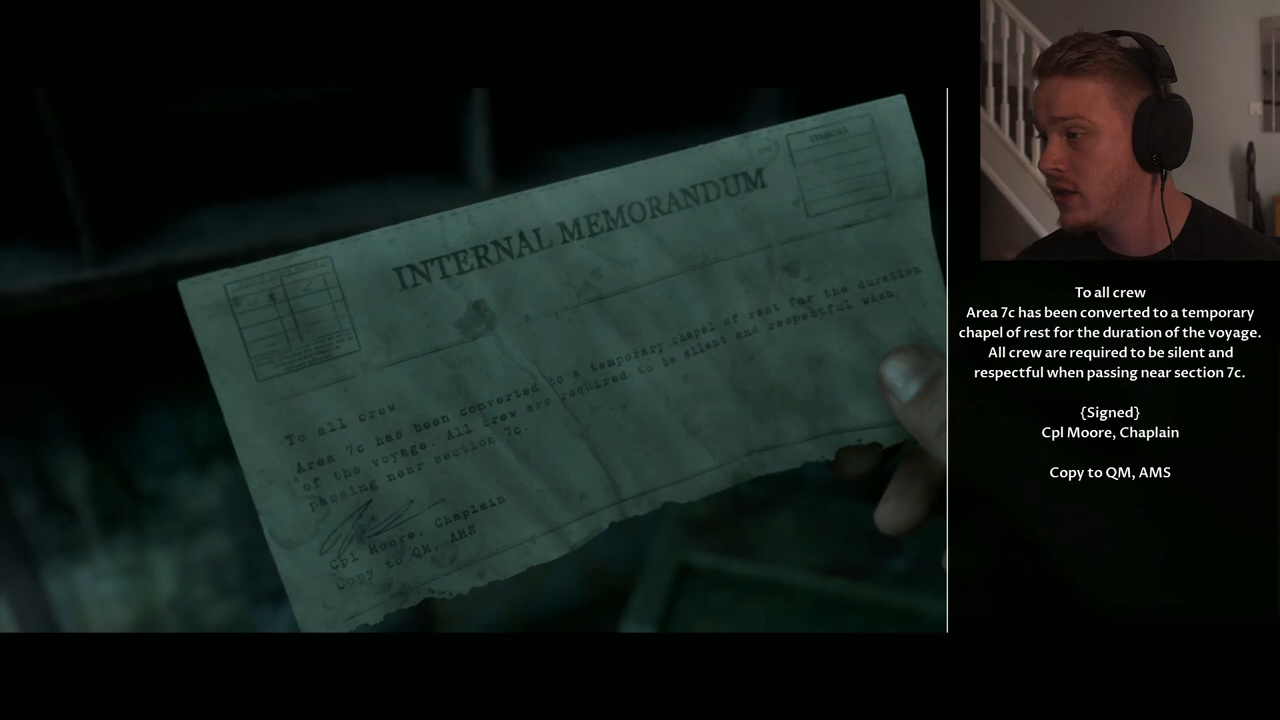 SYMBOLS
INTERNAL MEMORANDUM
To all crew
Area 7c has been converted to a temporary chapel of rest for the duration
of the voyage. All crew are required to be silent and respectful when
passing near section 7c.
Cpl Moore, Chaplain
Copy to QM, AMS
To all crew
Area 7c has been converted to a temporary
chapel of rest for the duration of the voyage.
All crew are required to be silent and
respectful when passing near section 7c.
{Signed}
Cpl Moore, Chaplain
Copy to QM, AMS